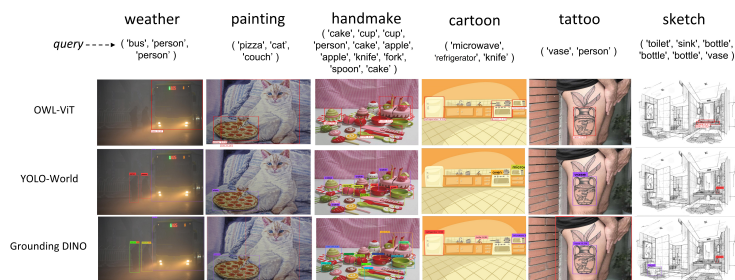 weather painting handmake cartoon tattoo sketch
query
( 'bus', 'person', 'person' )
( 'pizza', 'cat', 'couch' )
( 'cake', 'cup', 'cup', 'person', 'cake', 'apple', 'apple', 'knife', 'fork', 'spoon', 'cake' )
( 'microwave', 'refrigerator', 'knife' )
( 'vase', 'person' )
( 'toilet', 'sink', 'bottle', 'bottle', 'bottle', 'vase' )
OWL-ViT
YOLO-World
Grounding DINO